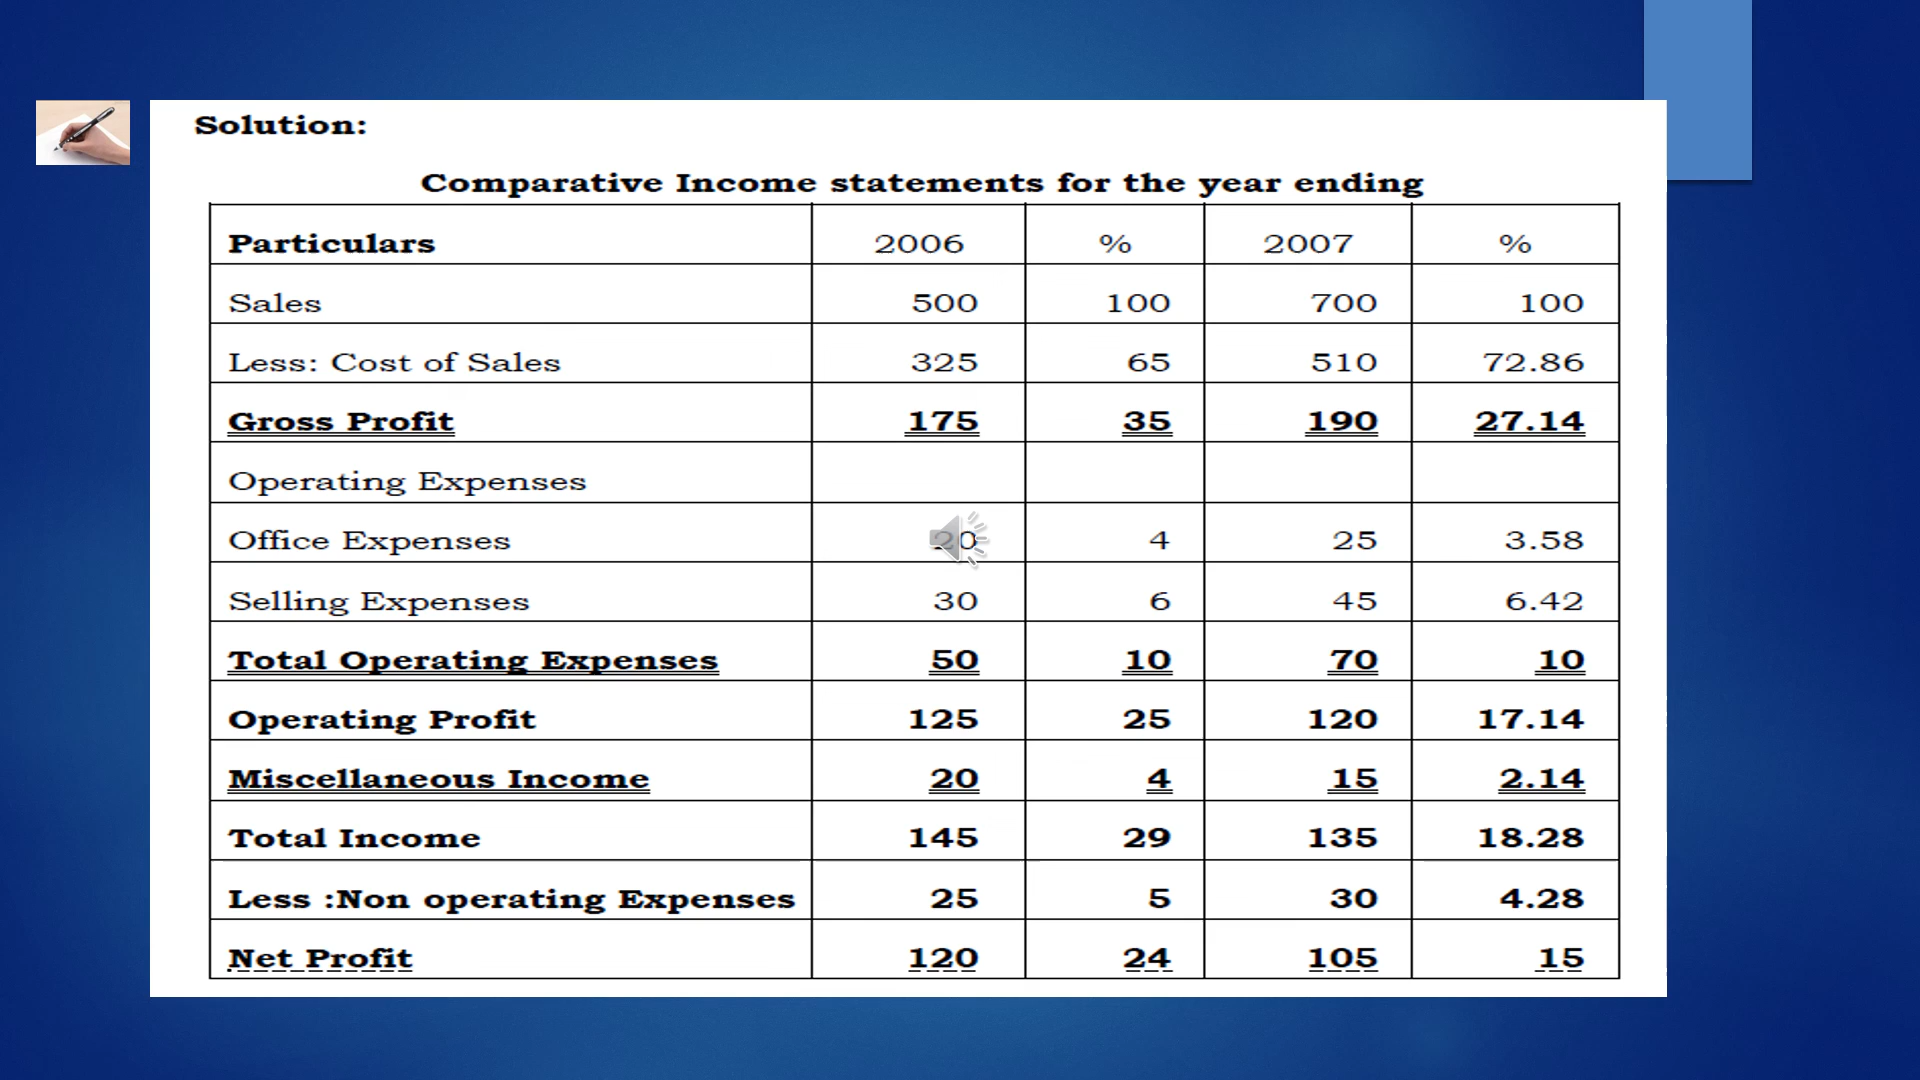 Solution:
Comparative Income statements for the year ending
Particulars 2006 % 2007 %
Sales 500 100 700 100
Less: Cost of Sales 325 65 510 72.86
Gross Profit 175 35 190 27.14
Operating Expenses
Office Expenses 20 4 25 3.58
Selling Expenses 30 6 45 6.42
Total Operating Expenses 50 10 70 10
Operating Profit 125 25 120 17.14
Miscellaneous Income 20 4 15 2.14
Total Income 145 29 135 18.28
Less :Non operating Expenses 25 5 30 4.28
Net Profit 120 24 105 15